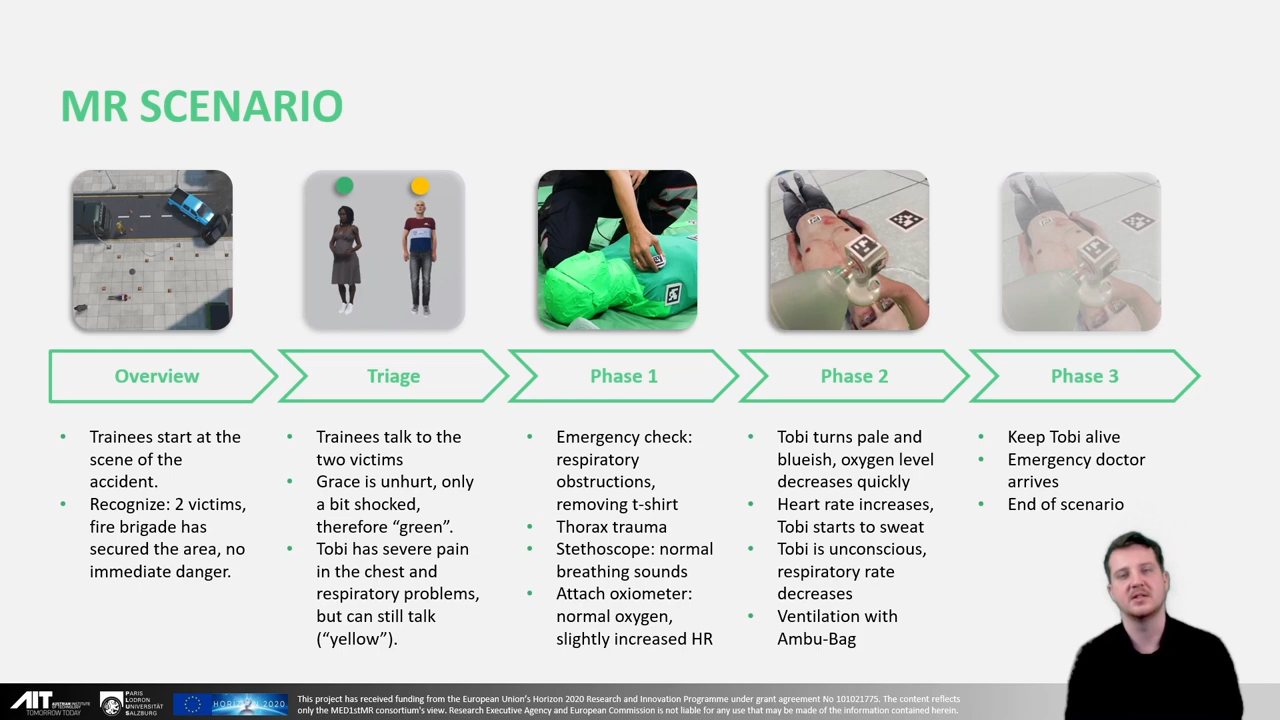 MR SCENARIO
Overview
Triage
Phase 1
Phase 2
Phase 3
• Trainees start at the
scene of the
accident.
• Recognize: 2 victims,
fire brigade has
secured the area, no
immediate danger.
• Trainees talk to the
two victims
• Grace is unhurt, only
a bit shocked,
therefore “green”.
• Tobi has severe pain
in the chest and
respiratory problems,
but can still talk
(“yellow”).
• Emergency check:
respiratory
obstructions,
removing t-shirt
• Thorax trauma
• Stethoscope: normal
breathing sounds
• Attach oxiometer:
normal oxygen,
slightly increased HR
• Tobi turns pale and
blueish, oxygen level
decreases quickly
• Heart rate increases,
Tobi starts to sweat
• Tobi is unconscious,
respiratory rate
decreases
• Ventilation with
Ambu-Bag
• Keep Tobi alive
• Emergency doctor
arrives
• End of scenario
AIT AUSTRIAN INSTITUTE
OF TECHNOLOGY
TOMORROW TODAY
PARIS
LODRON
UNIVERSITÄT
SALZBURG
HORIZON 2020
This project has received funding from the European Union's Horizon 2020 Research and Innovation Programme under grant agreement No 101021775. The content reflects
only the MED1stMR consortium's view. Research Executive Agency and European Commission is not liable for any use that may be made of the information contained herein.